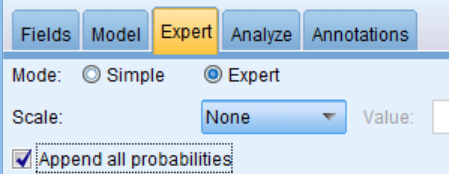 Fields Model Expert Analyze Annotations
Mode: Simple Expert
Scale: None Value:
Append all probabilities